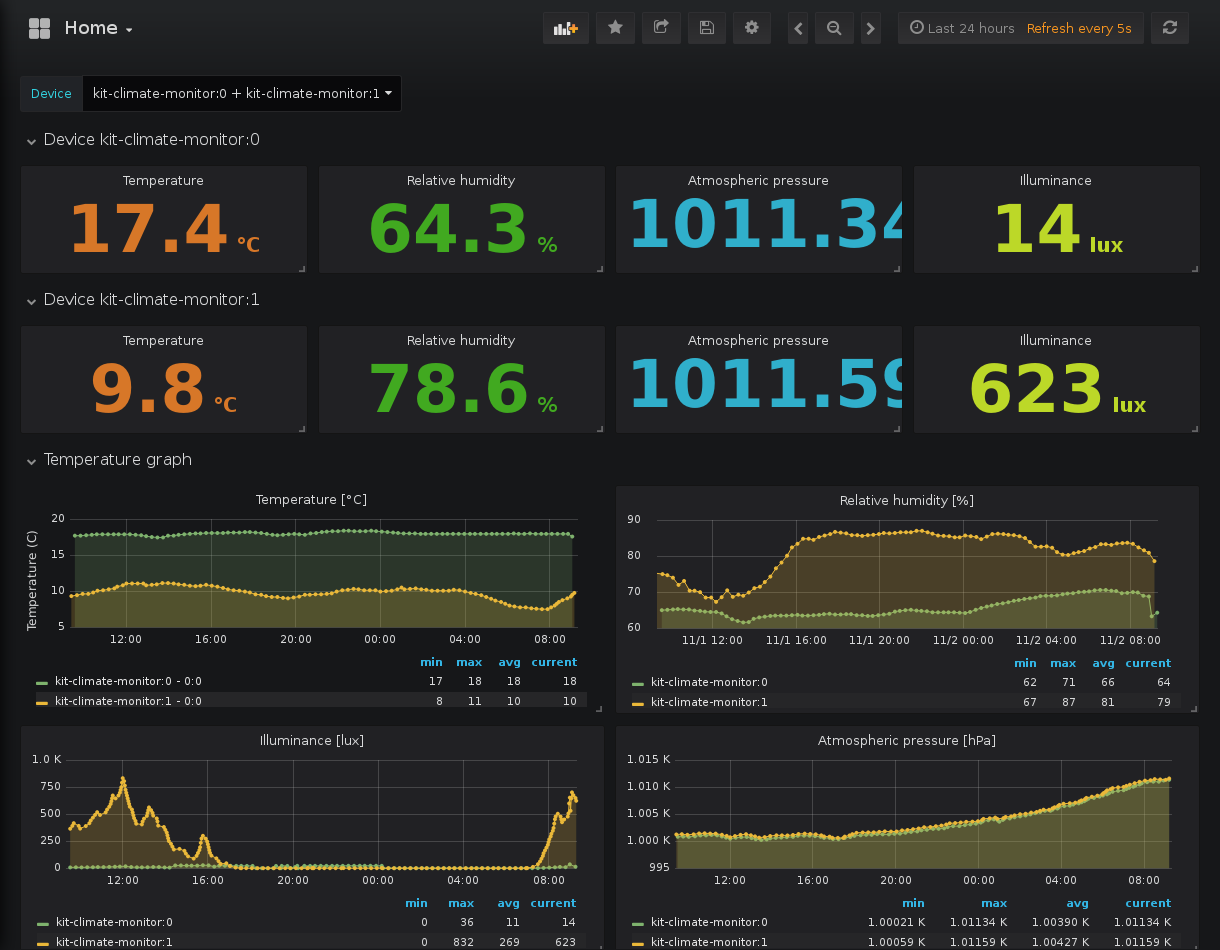 Home
Last 24 hours Refresh every 5s
Device kit-climate-monitor:0 + kit-climate-monitor:1
Device kit-climate-monitor:0
Temperature Relative humidity Atmospheric pressure Illuminance
17.4 °C 64.3 % 1011.34 14 lux
Device kit-climate-monitor:1
Temperature Relative humidity Atmospheric pressure Illuminance
9.8 °C 78.6 % 1011.59 623 lux
Temperature graph
Temperature [°C]
Temperature (C)
20
15
10
5
12:00 16:00 20:00 00:00 04:00 08:00
min max avg current
kit-climate-monitor:0 - 0:0 17 18 18 18
kit-climate-monitor:1 - 0:0 8 11 10 10
Relative humidity [%]
90
80
70
60
11/1 12:00 11/1 16:00 11/1 20:00 11/2 00:00 11/2 04:00 11/2 08:00
min max avg current
kit-climate-monitor:0 62 71 66 64
kit-climate-monitor:1 67 87 81 79
Illuminance [lux]
1.0 K
750
500
250
0
12:00 16:00 20:00 00:00 04:00 08:00
min max avg current
kit-climate-monitor:0 0 36 11 14
kit-climate-monitor:1 0 832 269 623
Atmospheric pressure [hPa]
1.015 K
1.010 K
1.005 K
1.000 K
995
12:00 16:00 20:00 00:00 04:00 08:00
min max avg current
kit-climate-monitor:0 1.00021 K 1.01134 K 1.00390 K 1.01134 K
kit-climate-monitor:1 1.00059 K 1.01159 K 1.00427 K 1.01159 K